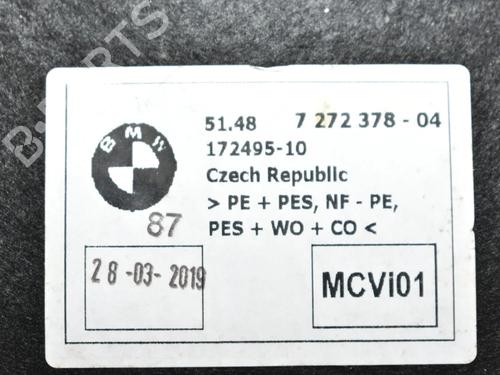 B-PARTS
BMW
51.48 7 272 378 - 04
172495-10
Czech Republic
> PE + PES, NF - PE,
PES + WO + CO <
87
28 -03- 2019
MCVi01